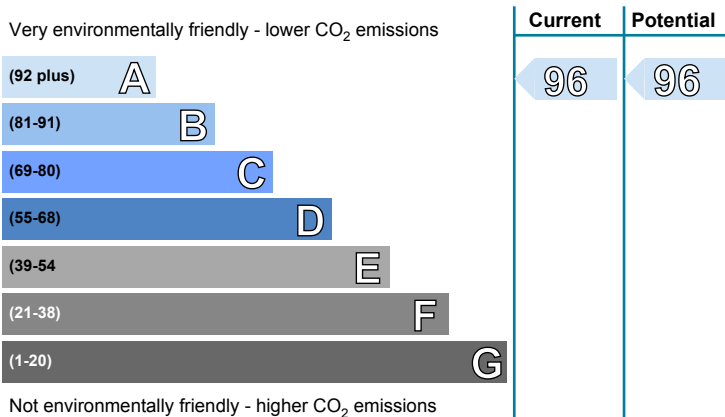 Very environmentally friendly - lower CO2 emissions
Current Potential
(92 plus) A 96 96
(81-91) B
(69-80) C
(55-68) D
(39-54 E
(21-38) F
(1-20) G
Not environmentally friendly - higher CO2 emissions